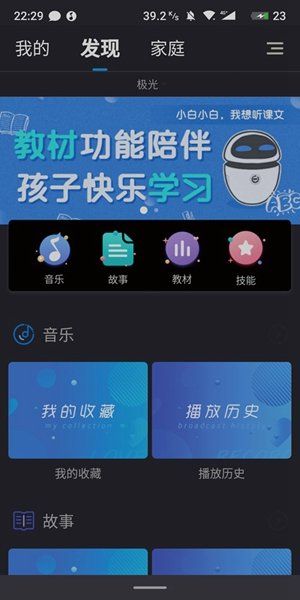 22:29
39.2 K/s
4G
23
我的
发现
家庭
极光
小白小白，我想听课文
教材功能陪伴
孩子快乐学习
ABC
音乐
故事
教材
技能
音乐
我的收藏
my collection
播放历史
broadcast history
我的收藏
播放历史
故事